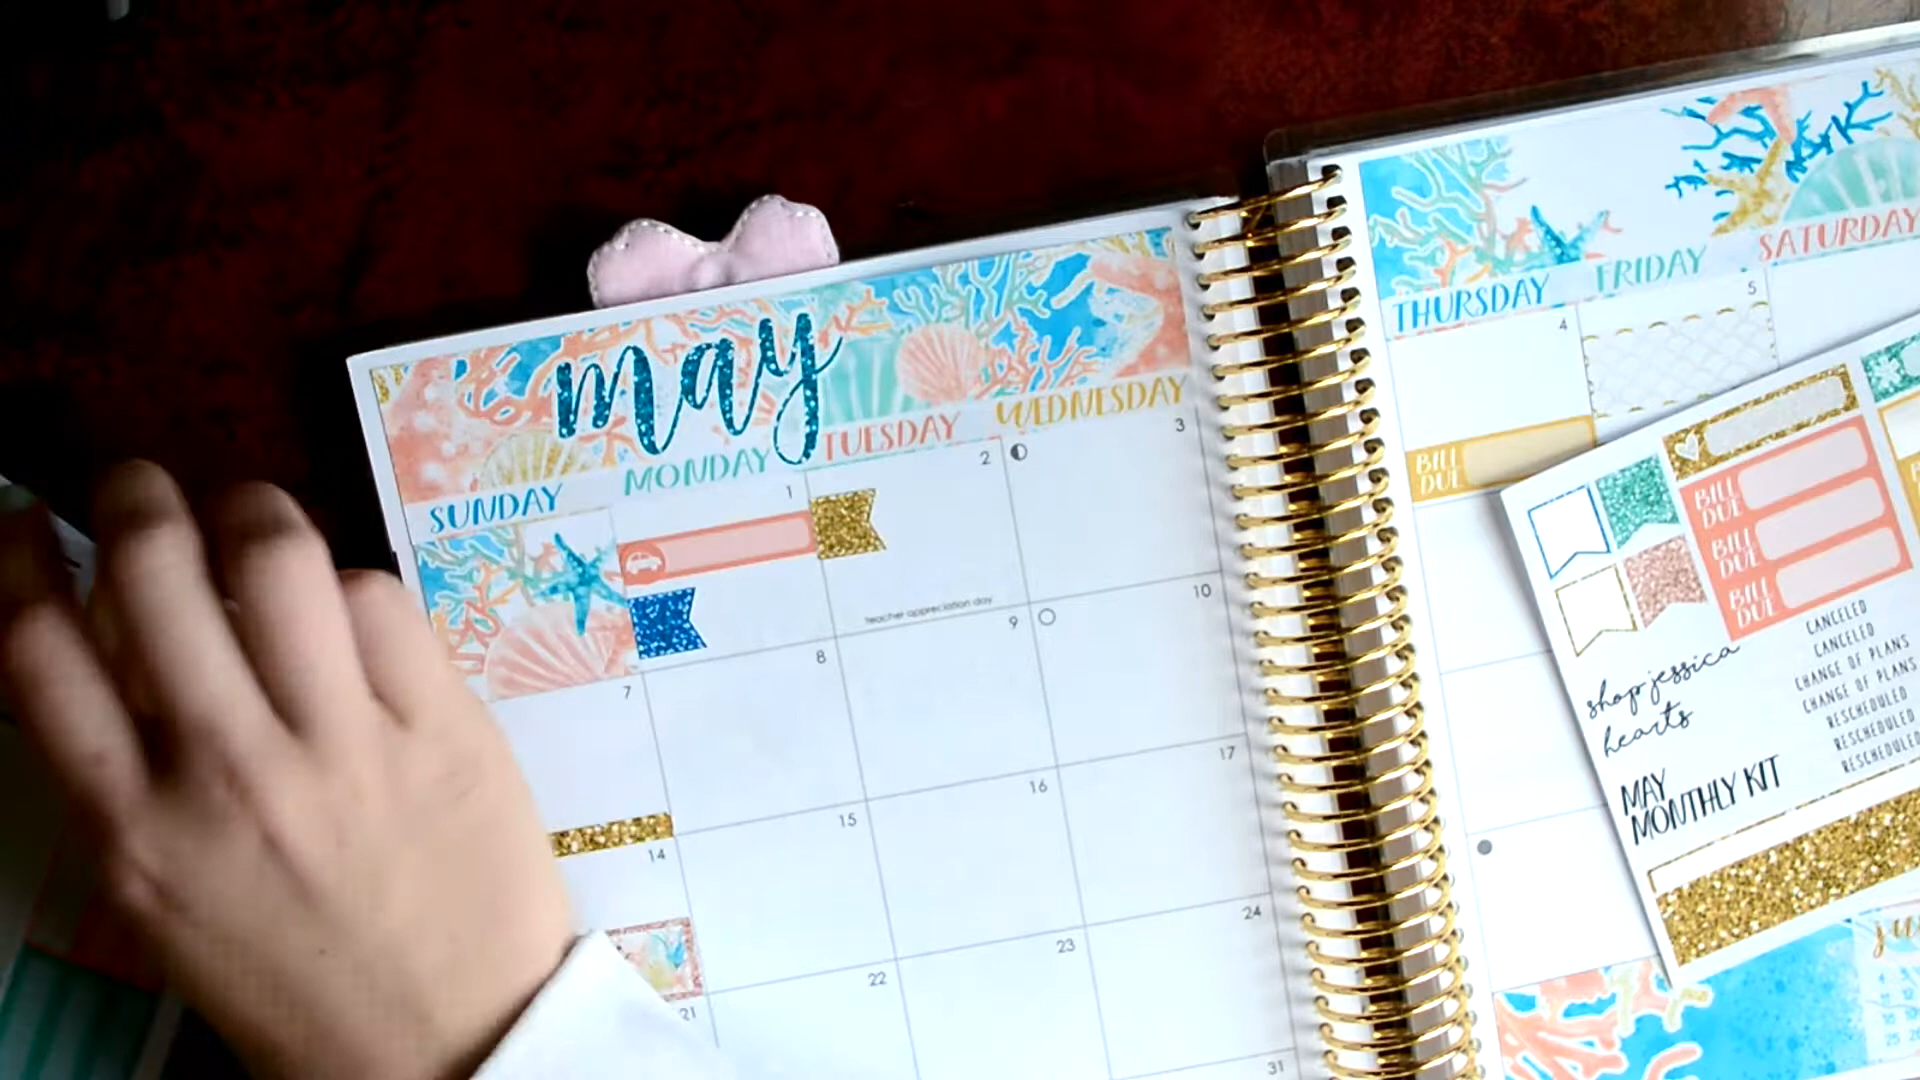 may
SUNDAY MONDAY TUESDAY WEDNESDAY
THURSDAY FRIDAY SATURDAY
1 2 3
4 5
teacher appreciation day
7 8 9 10
14 15 16 17
21 22 23 24
31
BILL
DUE
BILL
DUE
BILL
DUE
BILL
DUE
CANCELED
CANCELED
CHANGE OF PLANS
CHANGE OF PLANS
RESCHEDULED
RESCHEDULED
RESCHEDULED
shop jessica
hearts
MAY
MONTHLY KIT